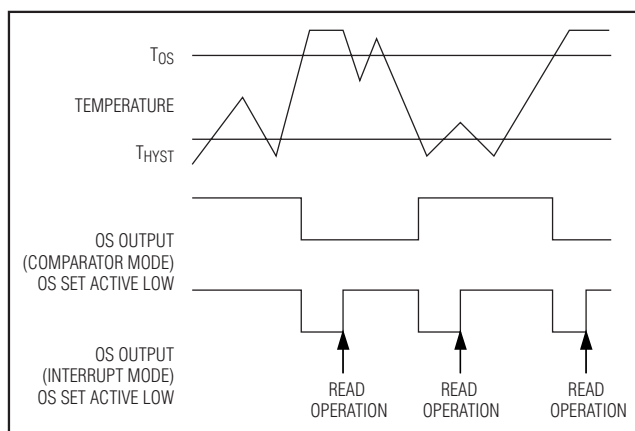 TOS
TEMPERATURE
THYST
OS OUTPUT
(COMPARATOR MODE)
OS SET ACTIVE LOW
OS OUTPUT
(INTERRUPT MODE)
OS SET ACTIVE LOW
READ
OPERATION
READ
OPERATION
READ
OPERATION